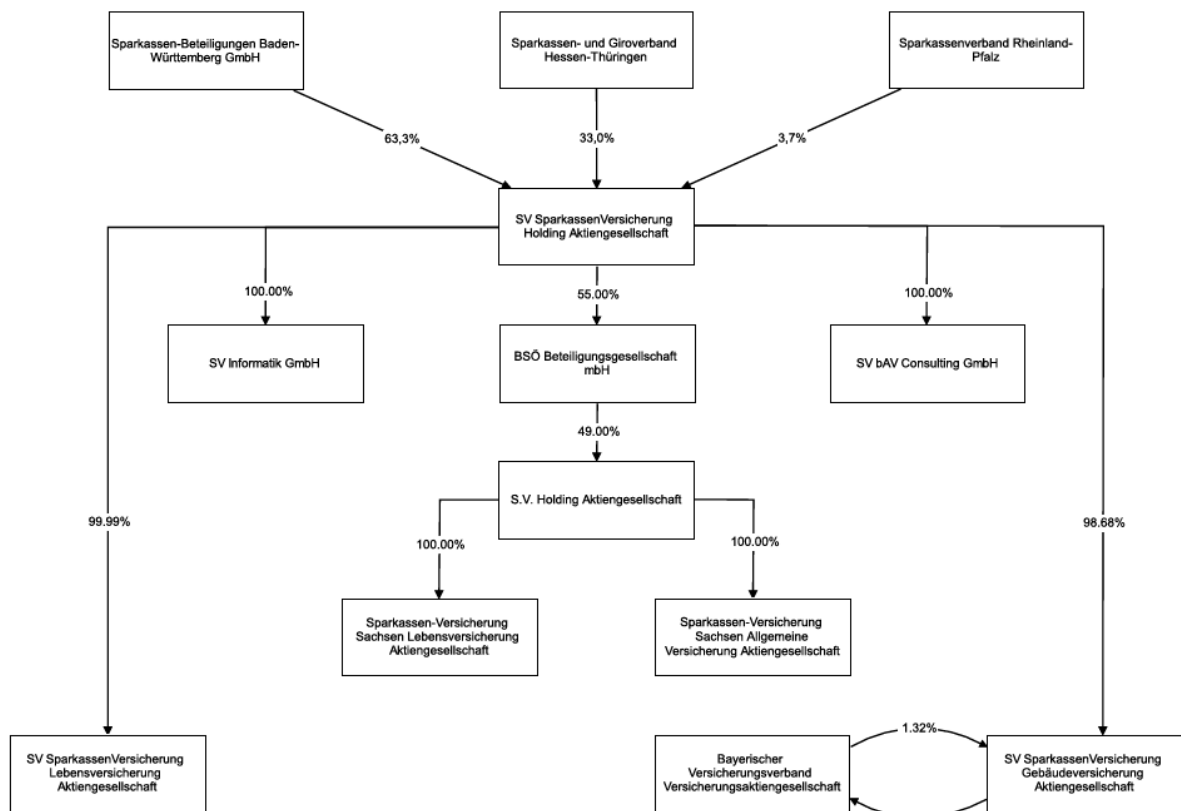 Sparkassen-Beteiligungen Baden-
Württemberg GmbH
Sparkassen- und Giroverband
Hessen-Thüringen
Sparkassenverband Rheinland-
Pfalz
63,3%
33,0%
3,7%
SV SparkassenVersicherung
Holding Aktiengesellschaft
100.00%
55.00%
100.00%
SV Informatik GmbH
BSÖ Beteiligungsgesellschaft
mbH
SV bAV Consulting GmbH
49.00%
S.V. Holding Aktiengesellschaft
99.99%
98.68%
100.00%
100.00%
Sparkassen-Versicherung
Sachsen Lebensversicherung
Aktiengesellschaft
Sparkassen-Versicherung
Sachsen Allgemeine
Versicherung Aktiengesellschaft
1.32%
SV SparkassenVersicherung
Lebensversicherung
Aktiengesellschaft
Bayerischer
Versicherungsverband
Versicherungsaktiengesellschaft
SV SparkassenVersicherung
Gebäudeversicherung
Aktiengesellschaft